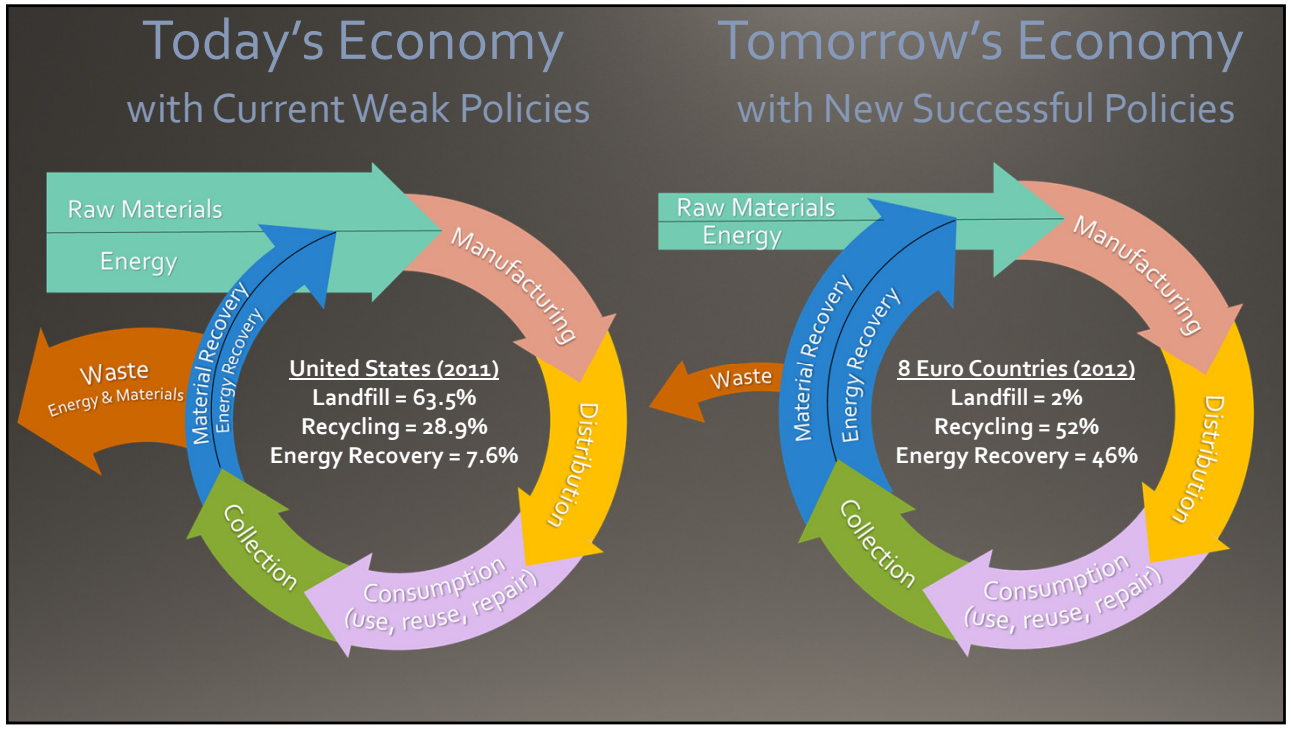 Today's Economy
with Current Weak Policies
Raw Materials
Energy
Manufacturing
Distribution
Consumption
(use, reuse, repair)
Collection
Material Recovery
Energy Recovery
Waste
Energy & Materials
United States (2011)
Landfill = 63.5%
Recycling = 28.9%
Energy Recovery = 7.6%
Tomorrow's Economy
with New Successful Policies
Raw Materials
Energy
Manufacturing
Distribution
Consumption
(use, reuse, repair)
Collection
Material Recovery
Energy Recovery
Waste
8 Euro Countries (2012)
Landfill = 2%
Recycling = 52%
Energy Recovery = 46%